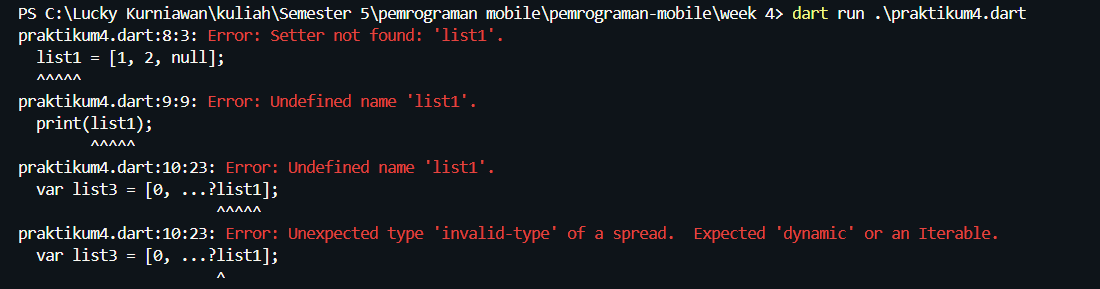 PS C:\Lucky Kurniawan\kuliah\Semester 5\pemrograman mobile\pemrograman-mobile\week 4> dart run .\praktikum4.dart
praktikum4.dart:8:3: Error: Setter not found: 'list1'.
  list1 = [1, 2, null];
  ^^^^^
praktikum4.dart:9:9: Error: Undefined name 'list1'.
  print(list1);
        ^^^^^
praktikum4.dart:10:23: Error: Undefined name 'list1'.
  var list3 = [0, ...?list1];
                      ^^^^^
praktikum4.dart:10:23: Error: Unexpected type 'invalid-type' of a spread.  Expected 'dynamic' or an Iterable.
  var list3 = [0, ...?list1];
                      ^